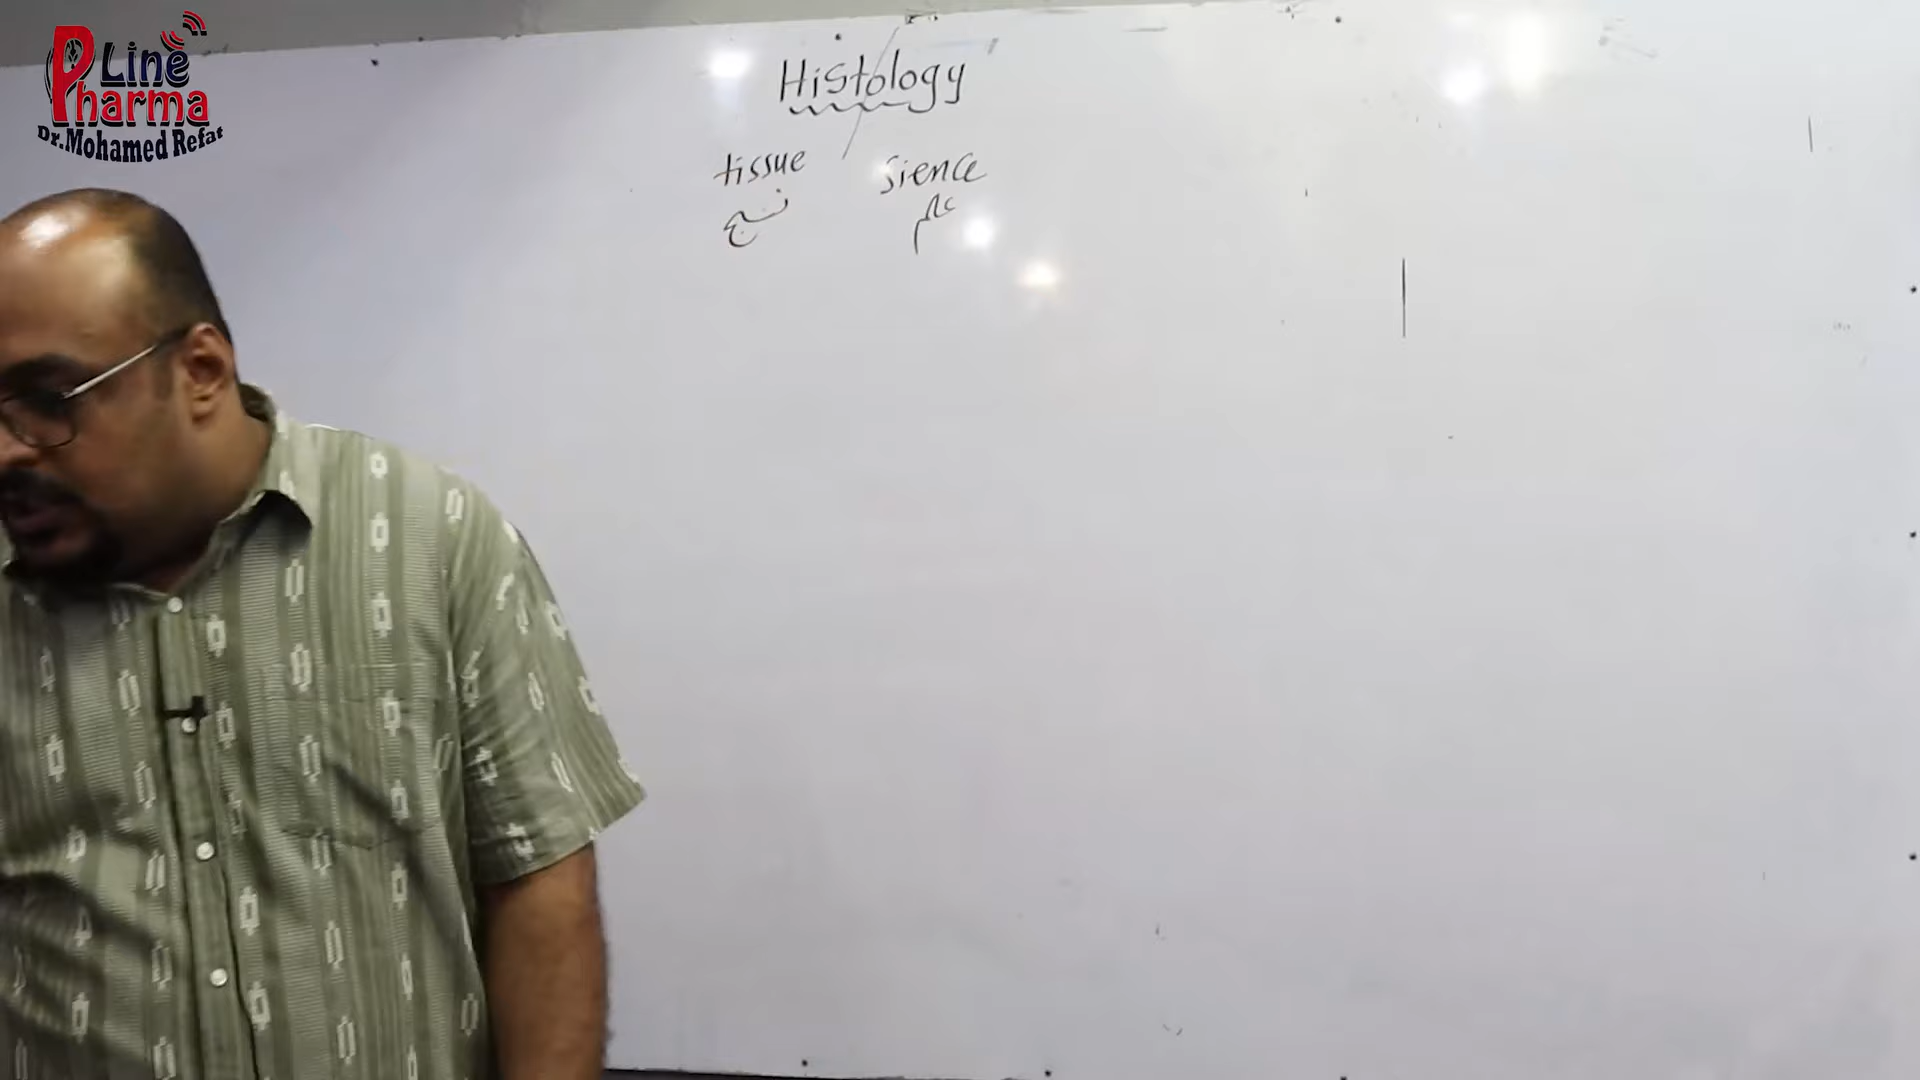 Line
Pharma
Dr.Mohamed Refat
Histology
tissue Sience
نسيج علم